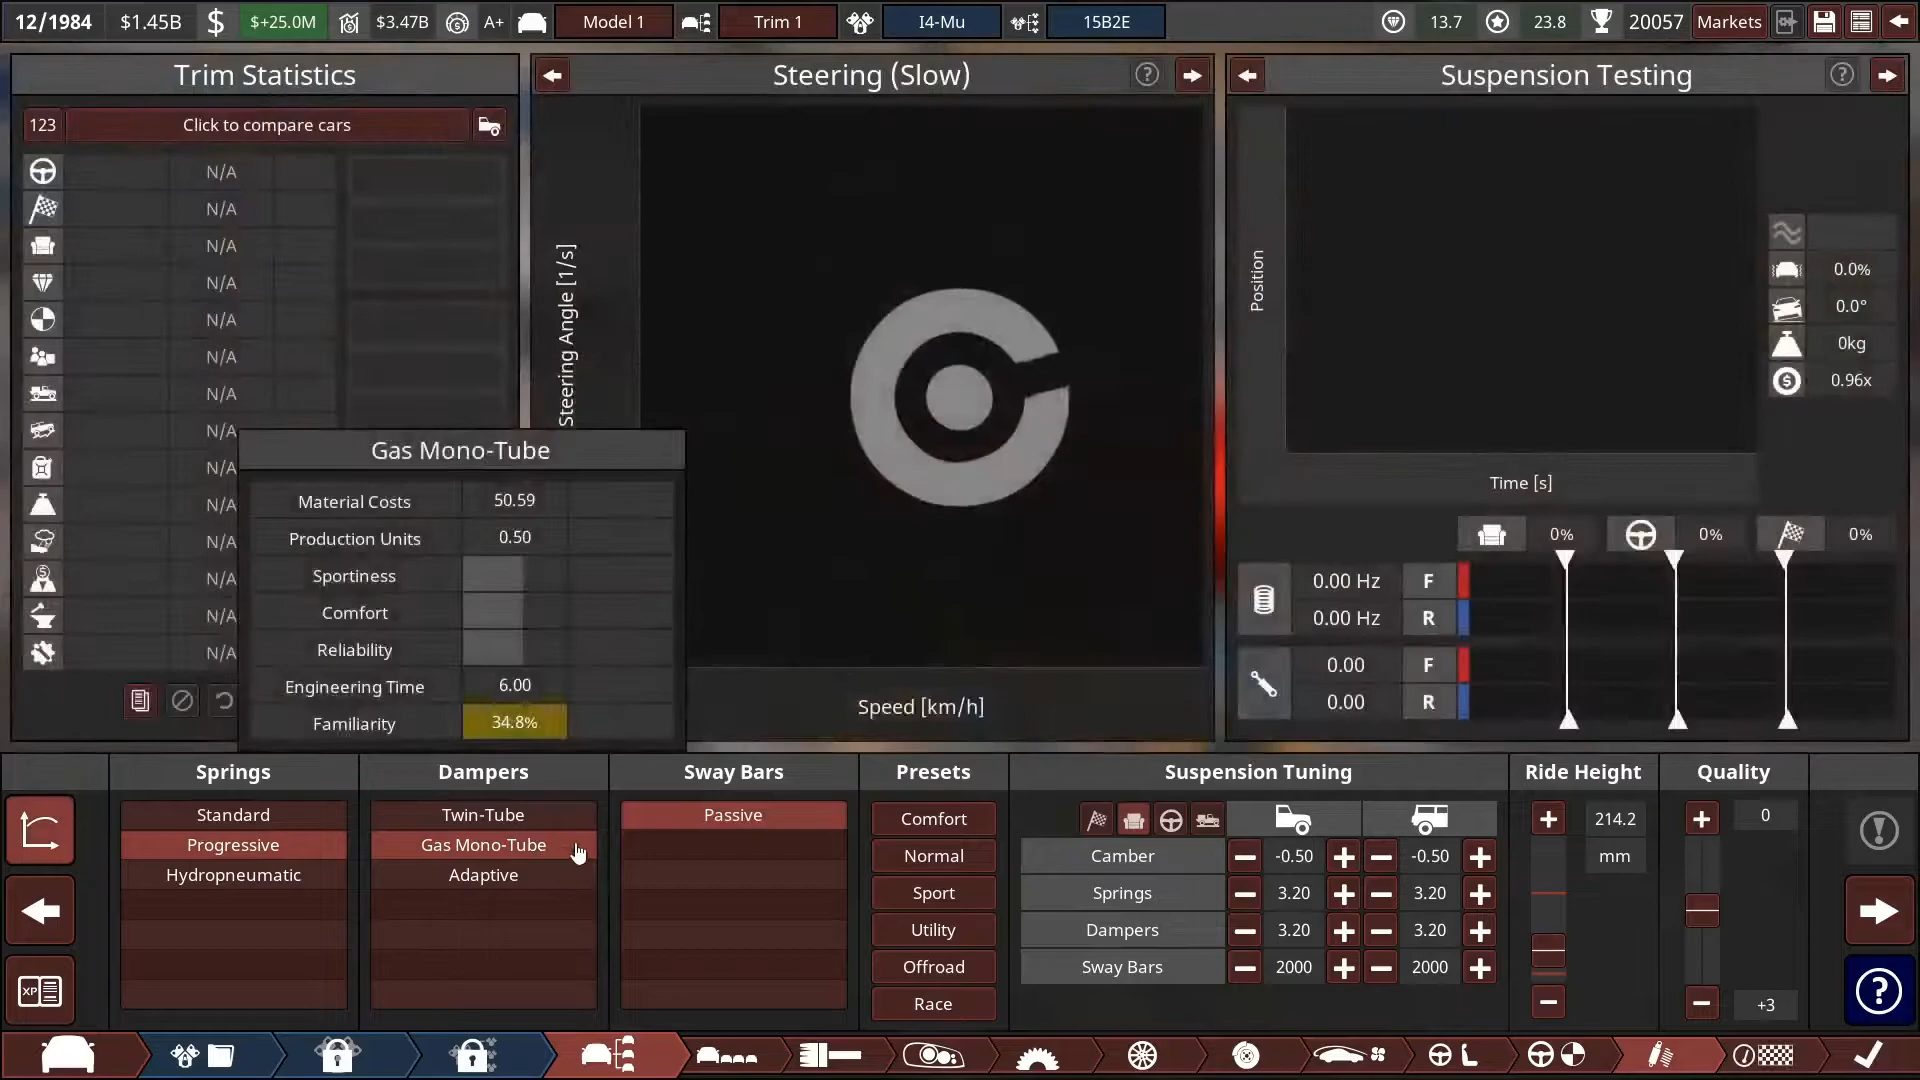 12/1984 $1.45B $+25.0M $3.47B A+ Model 1 Trim 1 I4-Mu 15B2E 13.7 23.8 20057 Markets
Trim Statistics
123 Click to compare cars
N/A
N/A
N/A
N/A
N/A
N/A
N/A
N/A
N/A
N/A
N/A
N/A
N/A
N/A
Gas Mono-Tube
Material Costs 50.59
Production Units 0.50
Sportiness
Comfort
Reliability
Engineering Time 6.00
Familiarity 34.8%
Steering (Slow) ?
Steering Angle [1/s]
Speed [km/h]
Suspension Testing ?
Position
Time [s]
0.0%
0.0°
0kg
0.96x
0% 0% 0%
0.00 Hz F
0.00 Hz R
0.00 F
0.00 R
Springs
Standard
Progressive
Hydropneumatic
Dampers
Twin-Tube
Gas Mono-Tube
Adaptive
Sway Bars
Passive
Presets
Comfort
Normal
Sport
Utility
Offroad
Race
Suspension Tuning
Camber -0.50 -0.50
Springs 3.20 3.20
Dampers 3.20 3.20
Sway Bars 2000 2000
Ride Height
214.2
mm
Quality
0
+3
XP
?